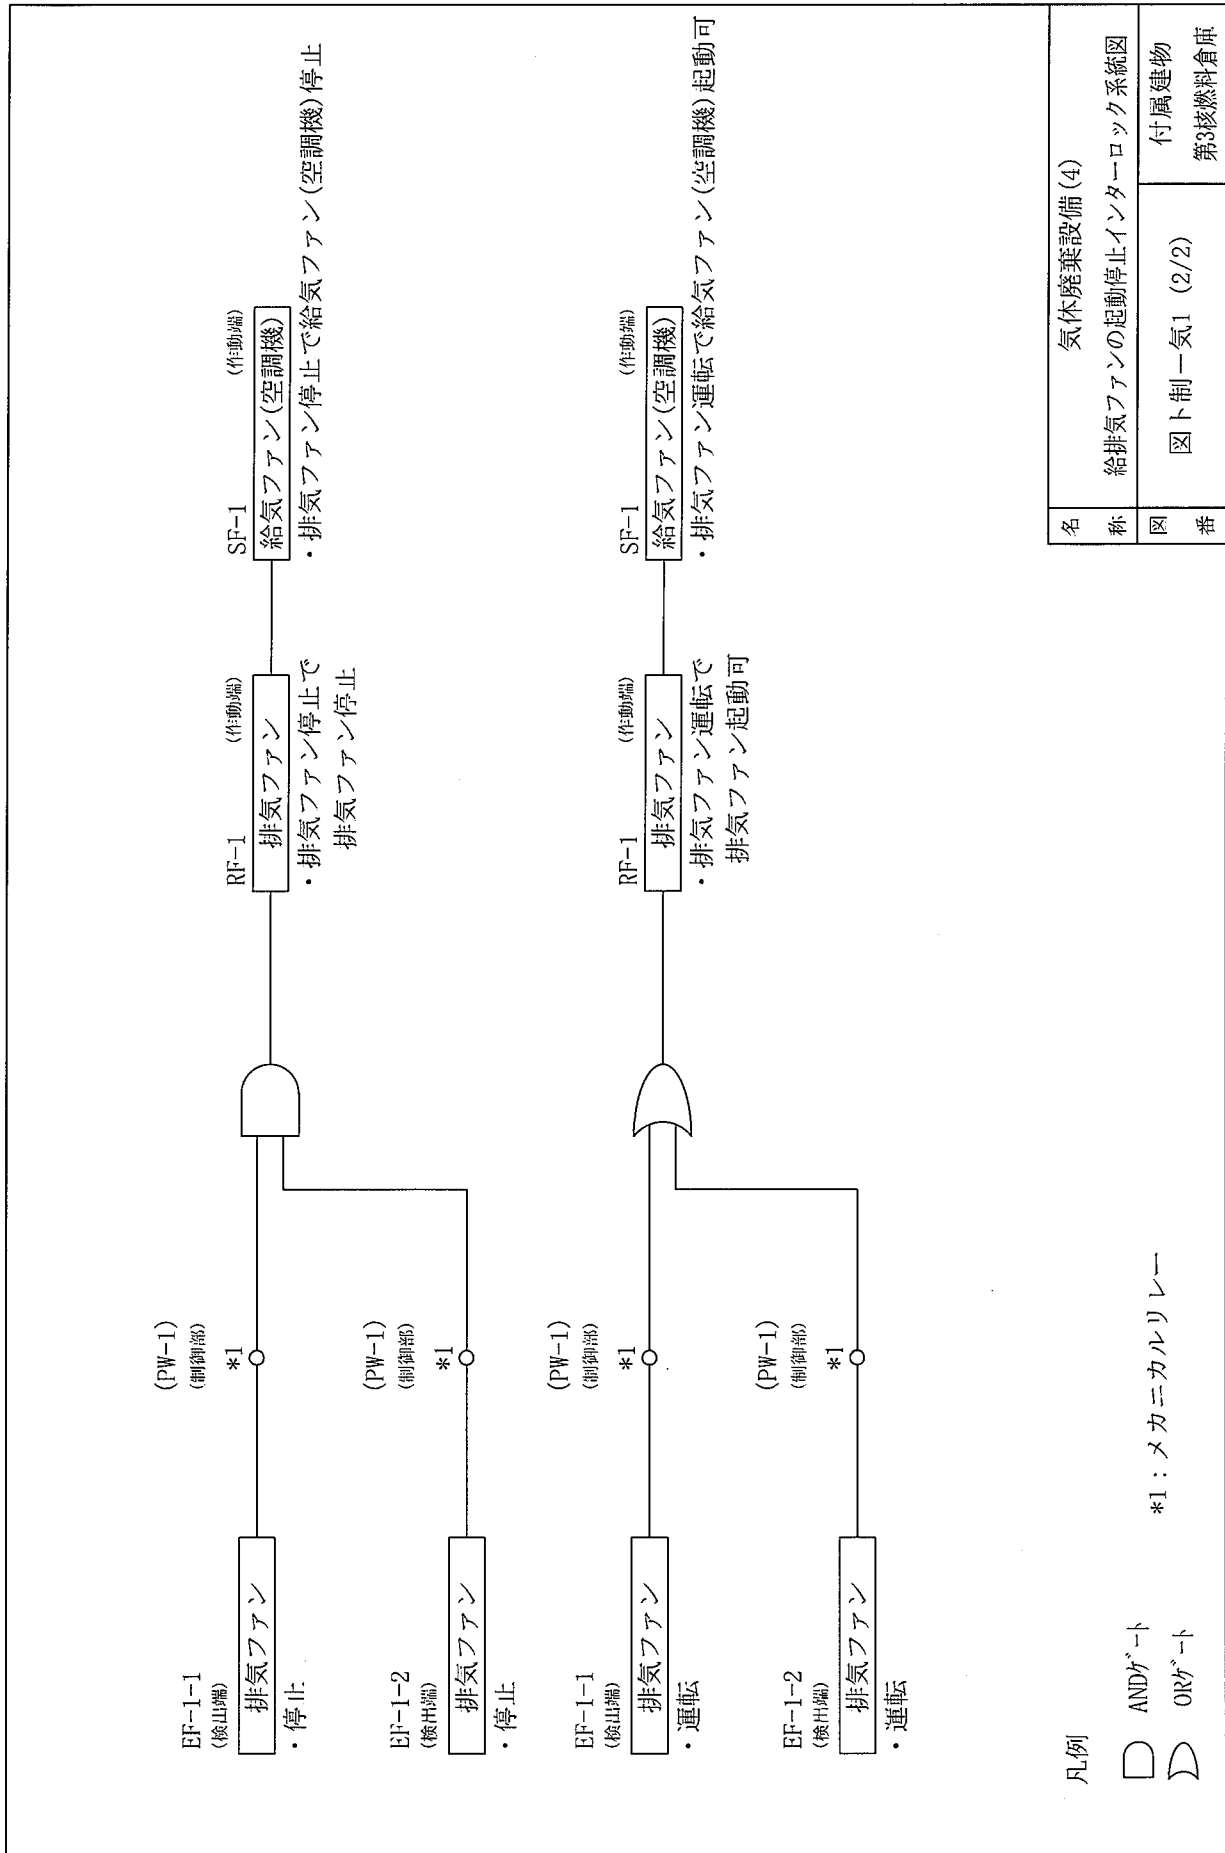 EF-1-1
(検出端)
排気ファン
・停止
(PW-1)
(制御部)
*1
RF-1
(作動端)
排気ファン
・排気ファン停止で
排気ファン停止
SF-1
(作動端)
給気ファン(空調機)
・排気ファン停止で給気ファン(空調機)停止
EF-1-2
(検出端)
排気ファン
・停止
(PW-1)
(制御部)
*1
EF-1-1
(検出端)
排気ファン
・運転
(PW-1)
(制御部)
*1
RF-1
(作動端)
排気ファン
・排気ファン運転で
排気ファン起動可
SF-1
(作動端)
給気ファン(空調機)
・排気ファン運転で給気ファン(空調機)起動可
EF-1-2
(検出端)
排気ファン
・運転
(PW-1)
(制御部)
*1
凡例
ANDゲート
ORゲート
*1：メカニカルリレー
名称
気体廃棄設備(4)
給排気ファンの起動停止インターロック系統図
図番
図ト制－気1 (2/2)
付属建物
第3核燃料倉庫